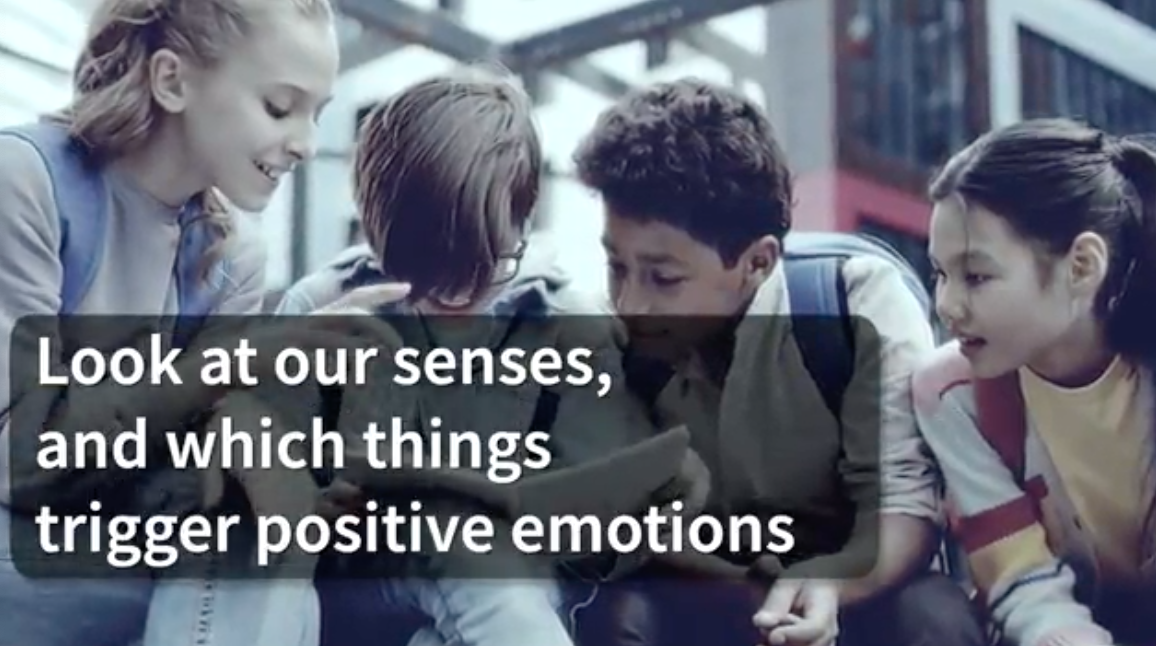 Look at our senses,
and which things
trigger positive emotions